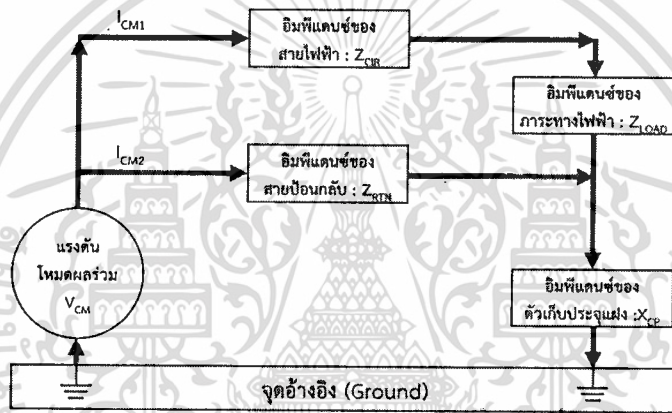 I_CM1
อิมพีแดนซ์ของ
สายไฟฟ้า : Z_CIR
อิมพีแดนซ์ของ
ภาระทางไฟฟ้า : Z_LOAD
I_CM2
อิมพีแดนซ์ของ
สายป้อนกลับ : Z_RTN
แรงดัน
โหมดผลร่วม
V_CM
อิมพีแดนซ์ของ
ตัวเก็บประจุแฝง :X_CP
จุดอ้างอิง (Ground)